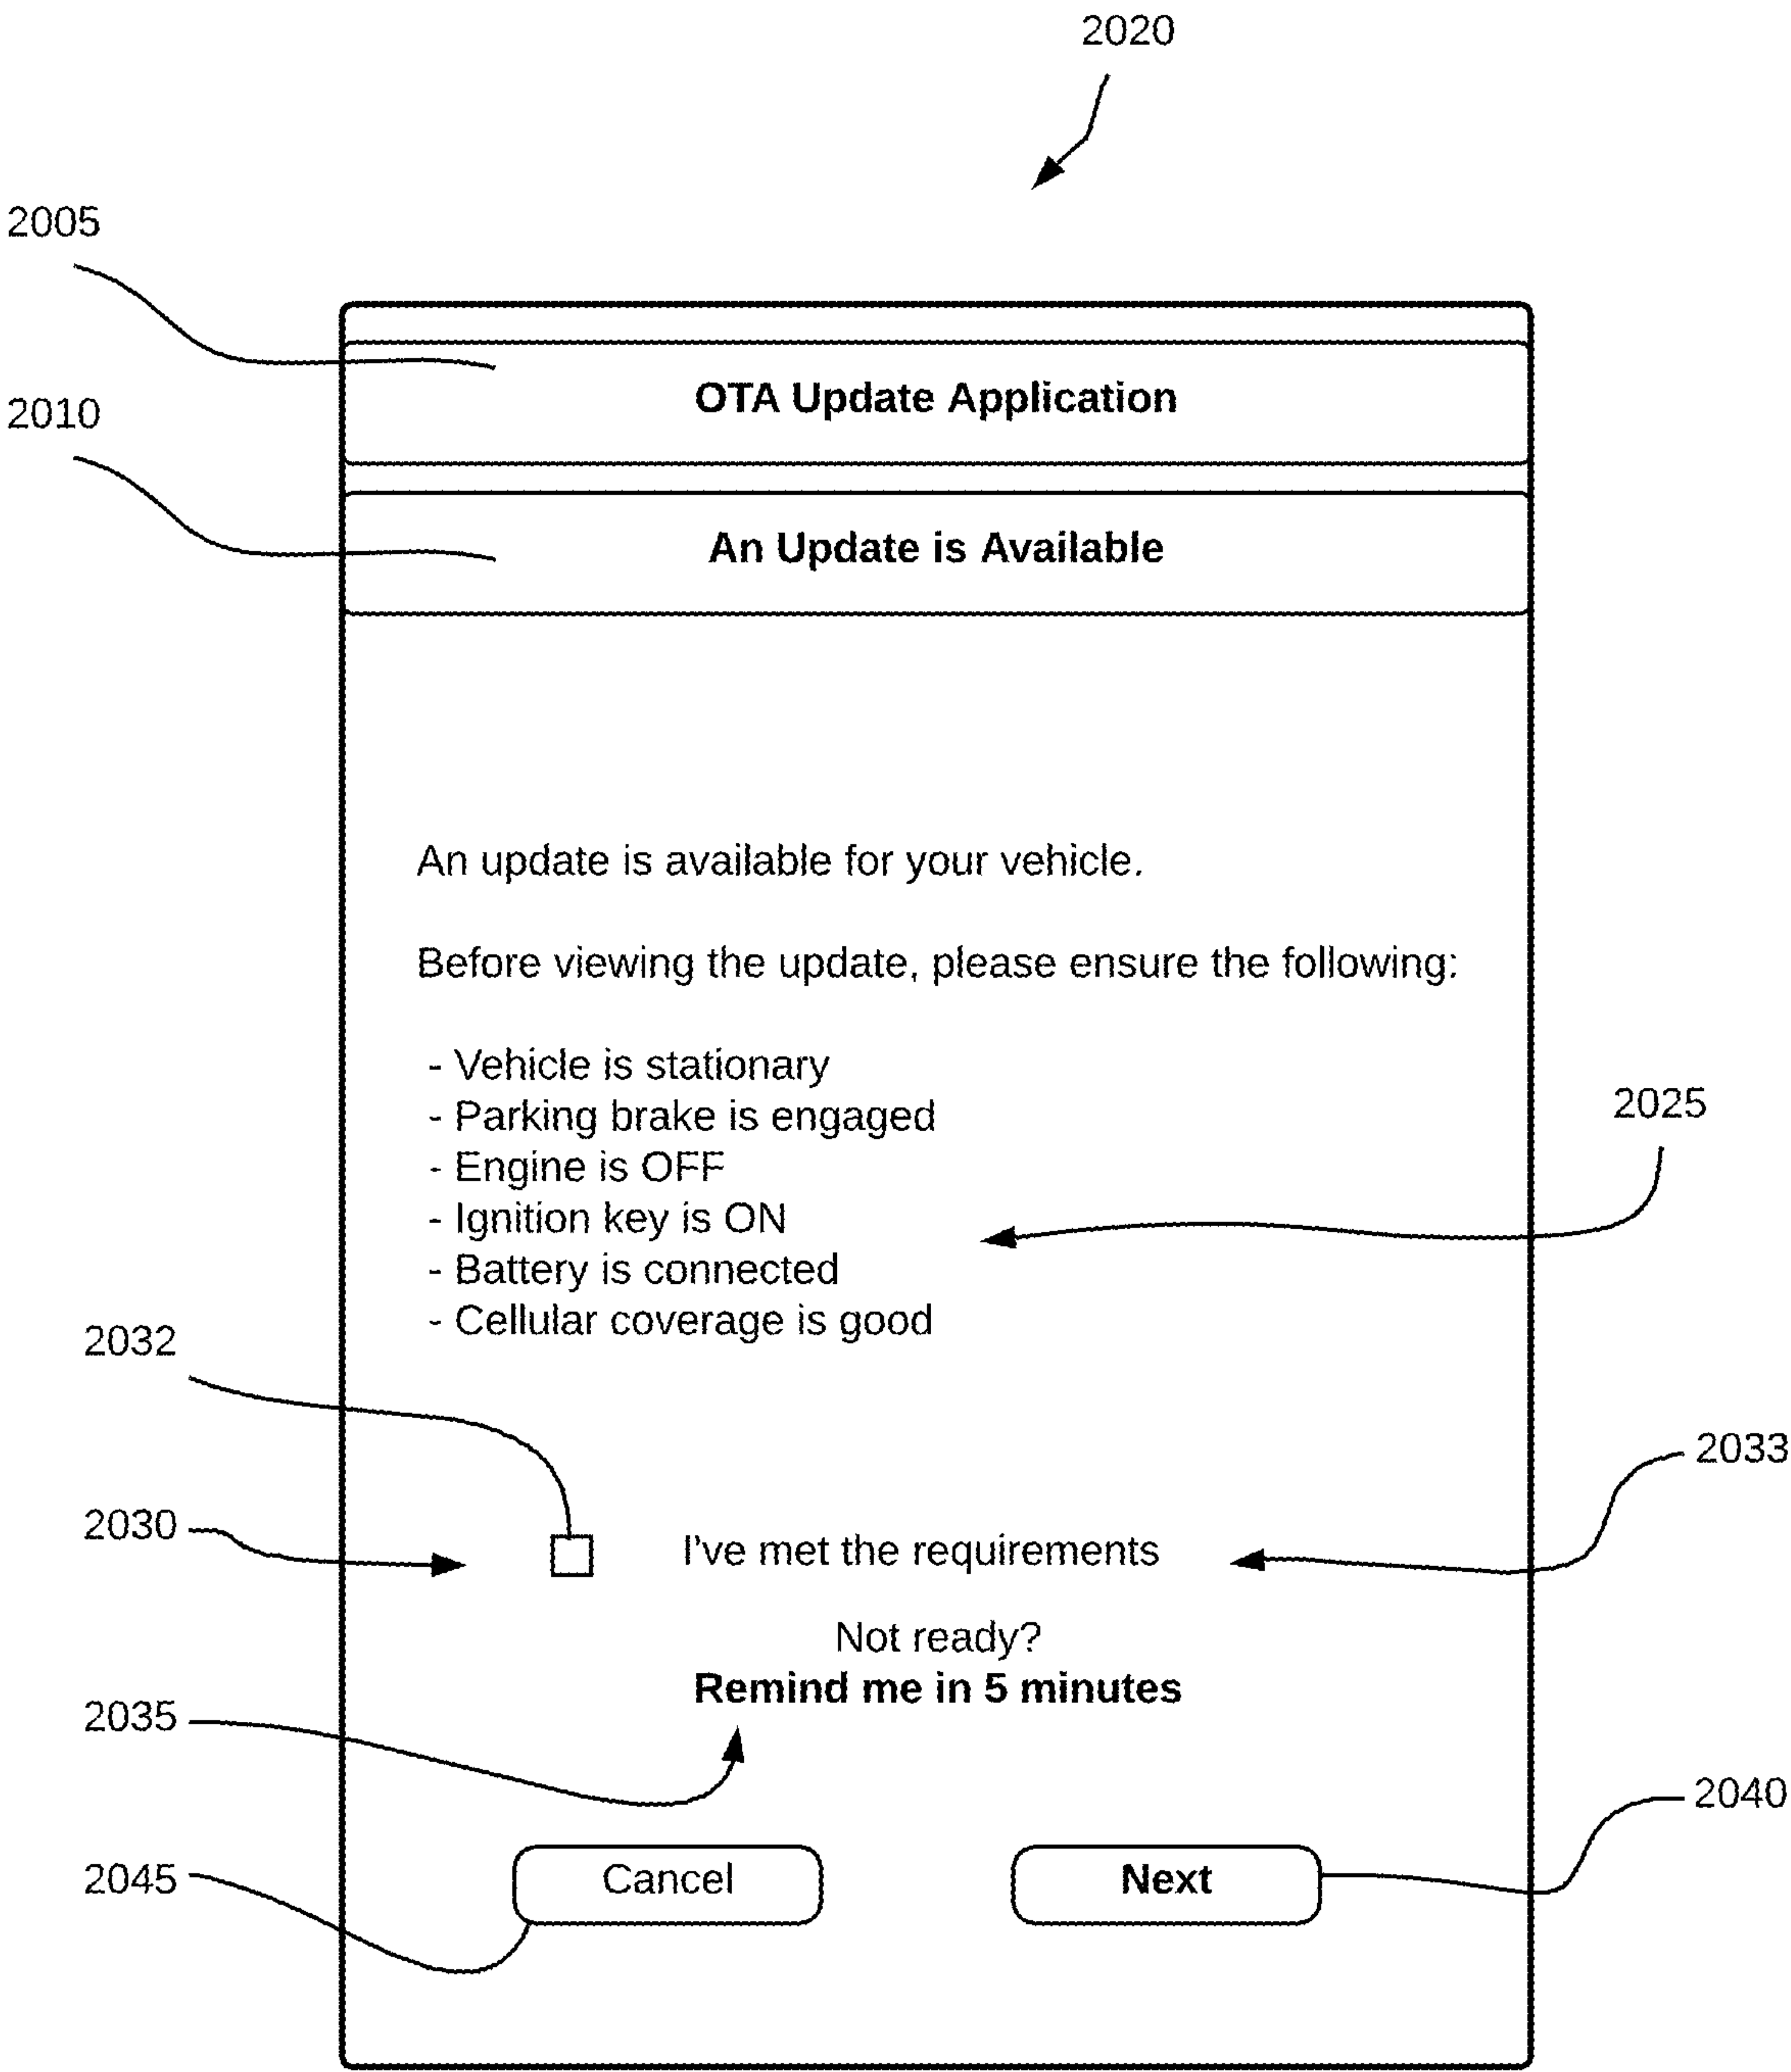 2020
2005
OTA Update Application
2010
An Update is Available
An update is available for your vehicle.
Before viewing the update, please ensure the following:
- Vehicle is stationary
- Parking brake is engaged
2025
- Engine is OFF
- Ignition key is ON
- Battery is connected
- Cellular coverage is good
2032
2033
2030
I've met the requirements
Not ready?
Remind me in 5 minutes
2035
2040
2045
Cancel
Next